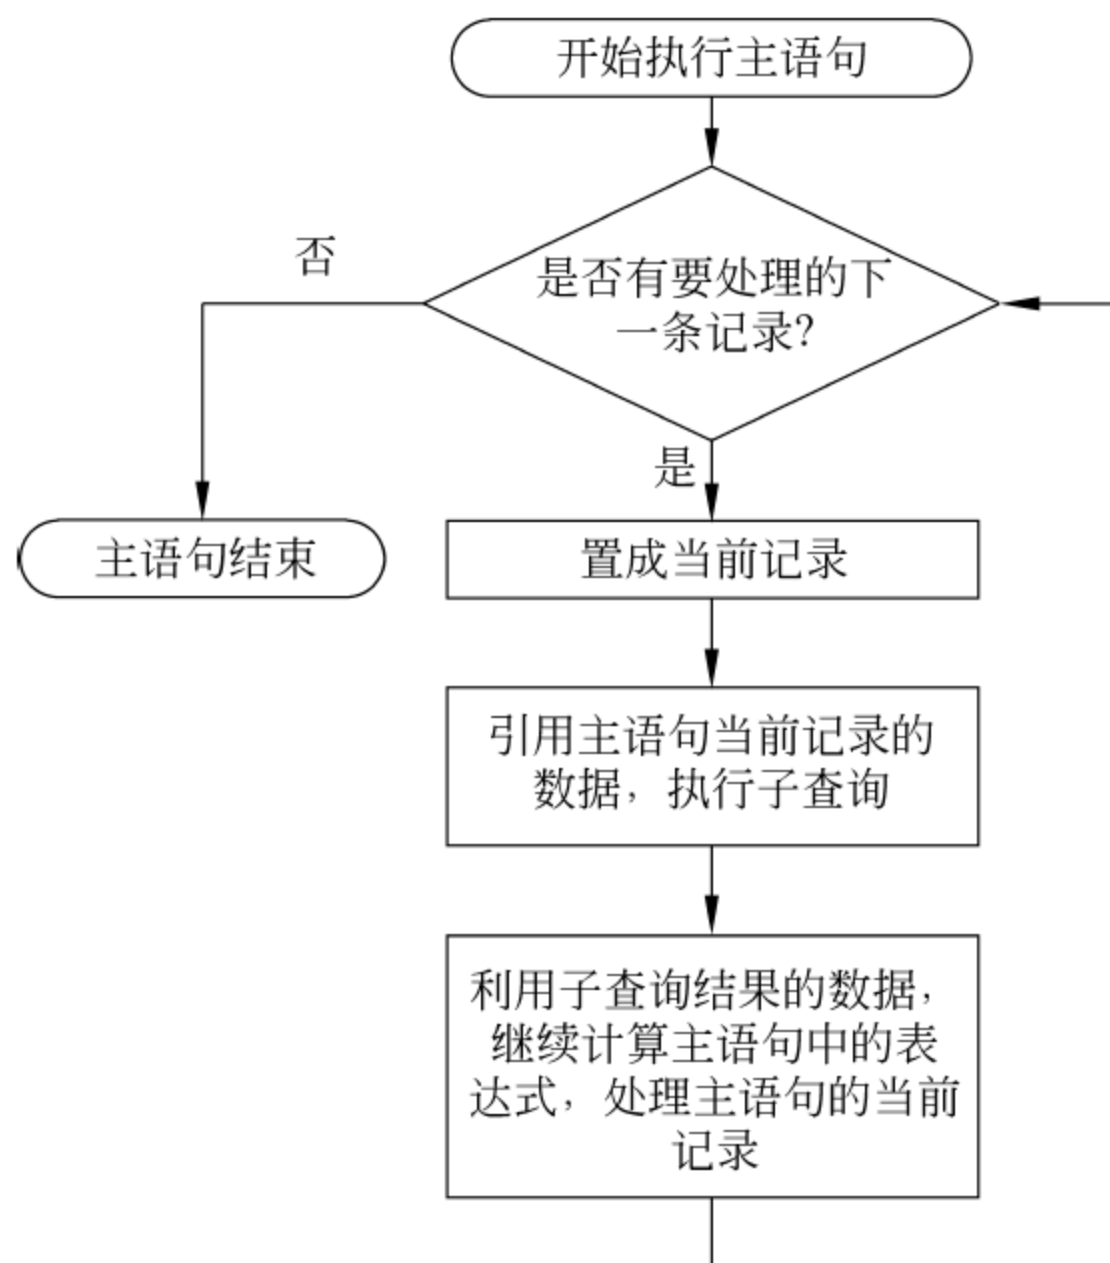 开始执行主语句
否
是否有要处理的下
一条记录?
是
主语句结束
置成当前记录
引用主语句当前记录的
数据，执行子查询
利用子查询结果的数据，
继续计算主语句中的表
达式，处理主语句的当前
记录